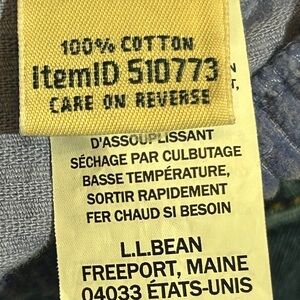 100% COTTON
ItemID 510773
CARE ON REVERSE
D'ASSOUPLISSANT
SÉCHAGE PAR CULBUTAGE
BASSE TEMPÉRATURE,
SORTIR RAPIDEMENT
FER CHAUD SI BESOIN
L.L.BEAN
FREEPORT, MAINE
04033 ÉTATS-UNIS